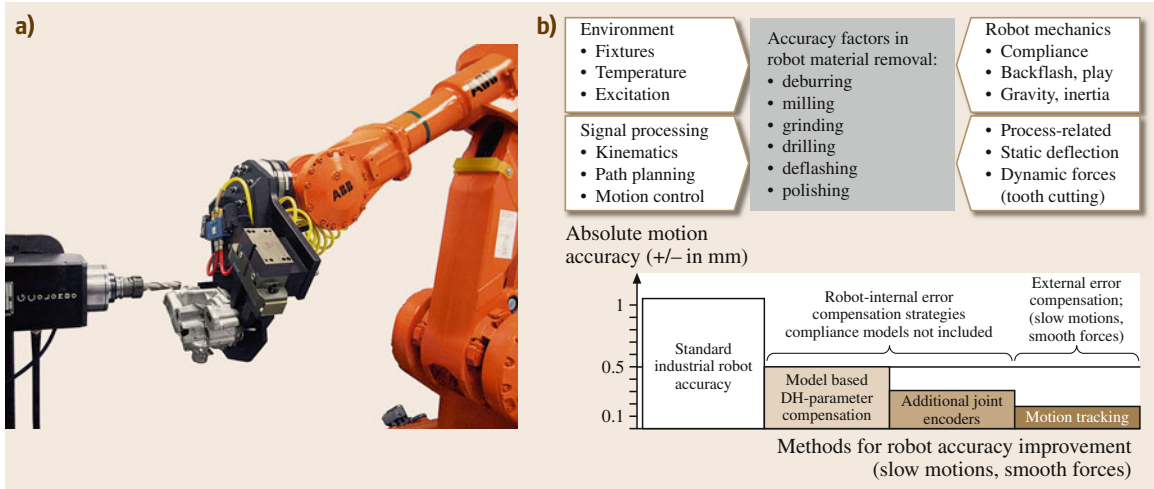 a)
ABB
ABB
b)
Environment
• Fixtures
• Temperature
• Excitation
Signal processing
• Kinematics
• Path planning
• Motion control
Accuracy factors in
robot material removal:
• deburring
• milling
• grinding
• drilling
• deflashing
• polishing
Robot mechanics
• Compliance
• Backflash, play
• Gravity, inertia
• Process-related
• Static deflection
• Dynamic forces
(tooth cutting)
Absolute motion
accuracy (+/– in mm)
1
0.5
0.1
Standard
industrial robot
accuracy
Robot-internal error
compensation strategies
compliance models not included
External error
compensation;
(slow motions,
smooth forces)
Model based
DH-parameter
compensation
Additional joint
encoders
Motion tracking
Methods for robot accuracy improvement
(slow motions, smooth forces)